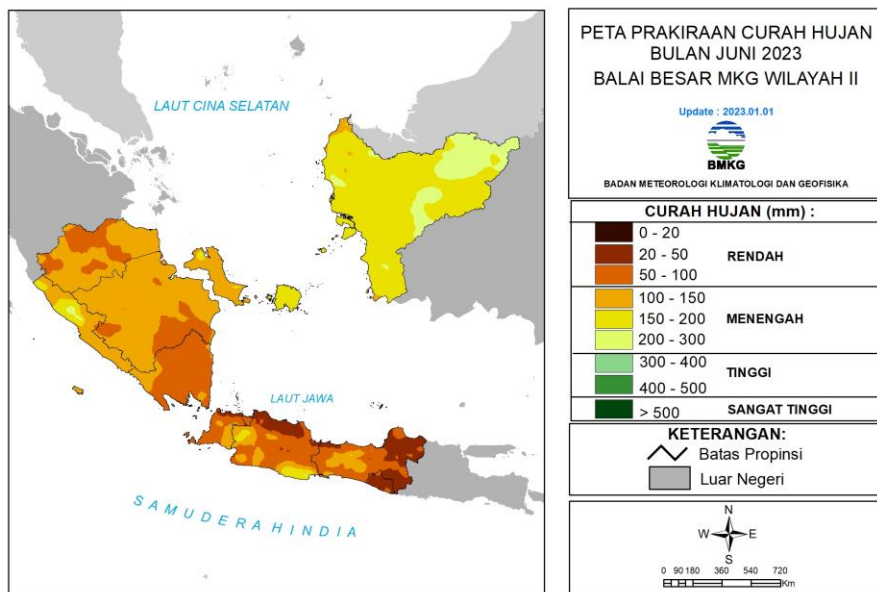 PETA PRAKIRAAN CURAH HUJAN
BULAN JUNI 2023
BALAI BESAR MKG WILAYAH II
Update : 2023.01.01
BMKG
BADAN METEOROLOGI KLIMATOLOGI DAN GEOFISIKA
LAUT CINA SELATAN
LAUT JAWA
S A M U D E R A H I N D I A
CURAH HUJAN (mm) :
0 - 20
20 - 50
50 - 100
RENDAH
100 - 150
150 - 200
200 - 300
MENENGAH
300 - 400
400 - 500
TINGGI
> 500
SANGAT TINGGI
KETERANGAN:
Batas Propinsi
Luar Negeri
N
W E
S
0 90 180 360 540 720
Km